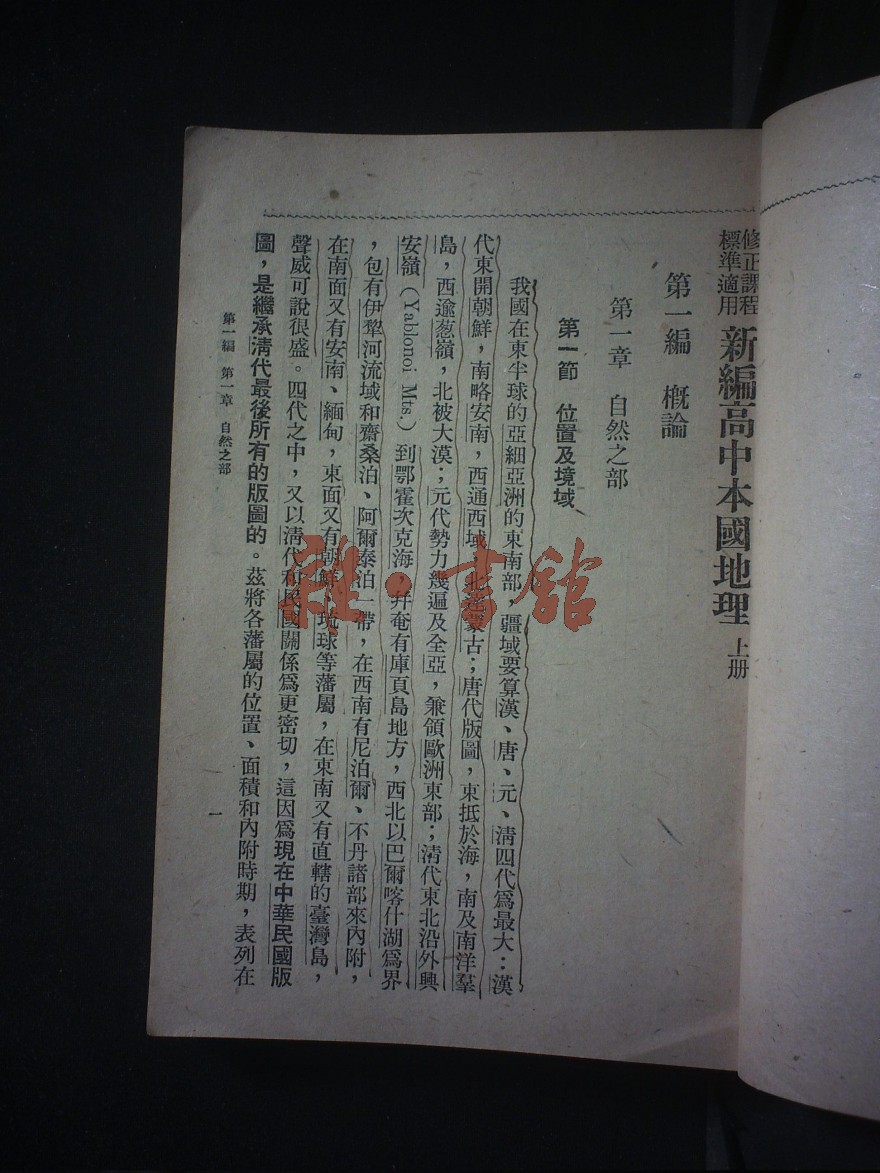 修正課程
標準適用
新編高中本國地理 上册
第一編 概論
第一章 自然之部
第一節 位置及境域
我國在東半球的亞細亞洲的東南部，疆域要算漢、唐、元、淸四代爲最大：漢
代東開朝鮮，南略安南，西通西域，北逐蒙古；唐代版圖，東抵於海，南及南洋羣
島，西逾葱嶺，北被大漠；元代勢力幾遍及全亞，兼領歐洲東部；淸代東北沿外興
安嶺（Yablonoi Mts.）到鄂霍次克海，幷奄有庫頁島地方，西北以巴爾喀什湖爲界
，包有伊犂河流域和齋桑泊、阿爾泰泊一帶，在西南有尼泊爾、不丹諸部來內附，
在南面又有安南、緬甸，東面又有朝鮮、琉球等藩屬，在東南又有直轄的臺灣島，
聲威可說很盛。四代之中，又以淸代和民國關係爲更密切，這因爲現在中華民國版
圖，是繼承淸代最後所有的版圖的。茲將各藩屬的位置、面積和內附時期，表列在
第一編 第一章 自然之部
一
雜·書館